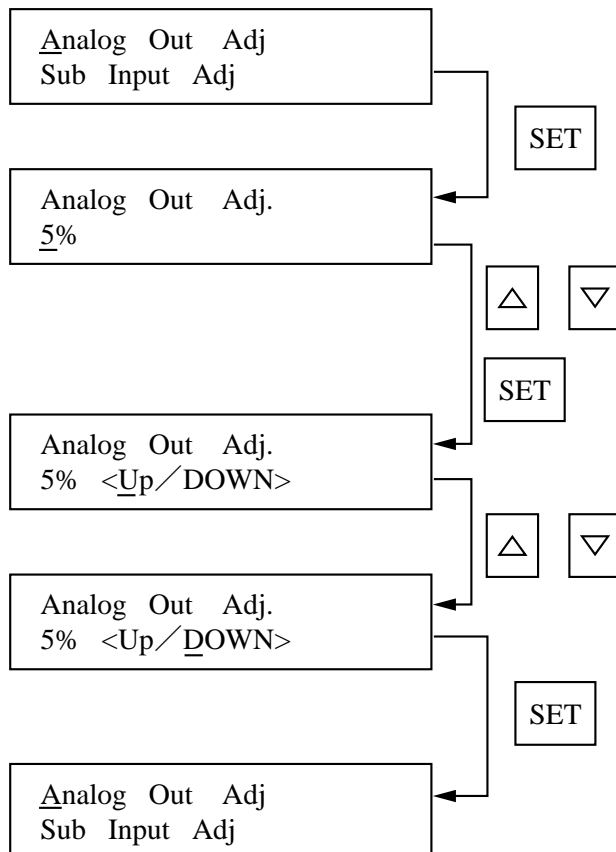 Analog Out Adj
Sub Input Adj
SET
Analog Out Adj.
5%
SET
Analog Out Adj.
5% <Up／DOWN>
Analog Out Adj.
5% <Up／DOWN>
SET
Analog Out Adj
Sub Input Adj